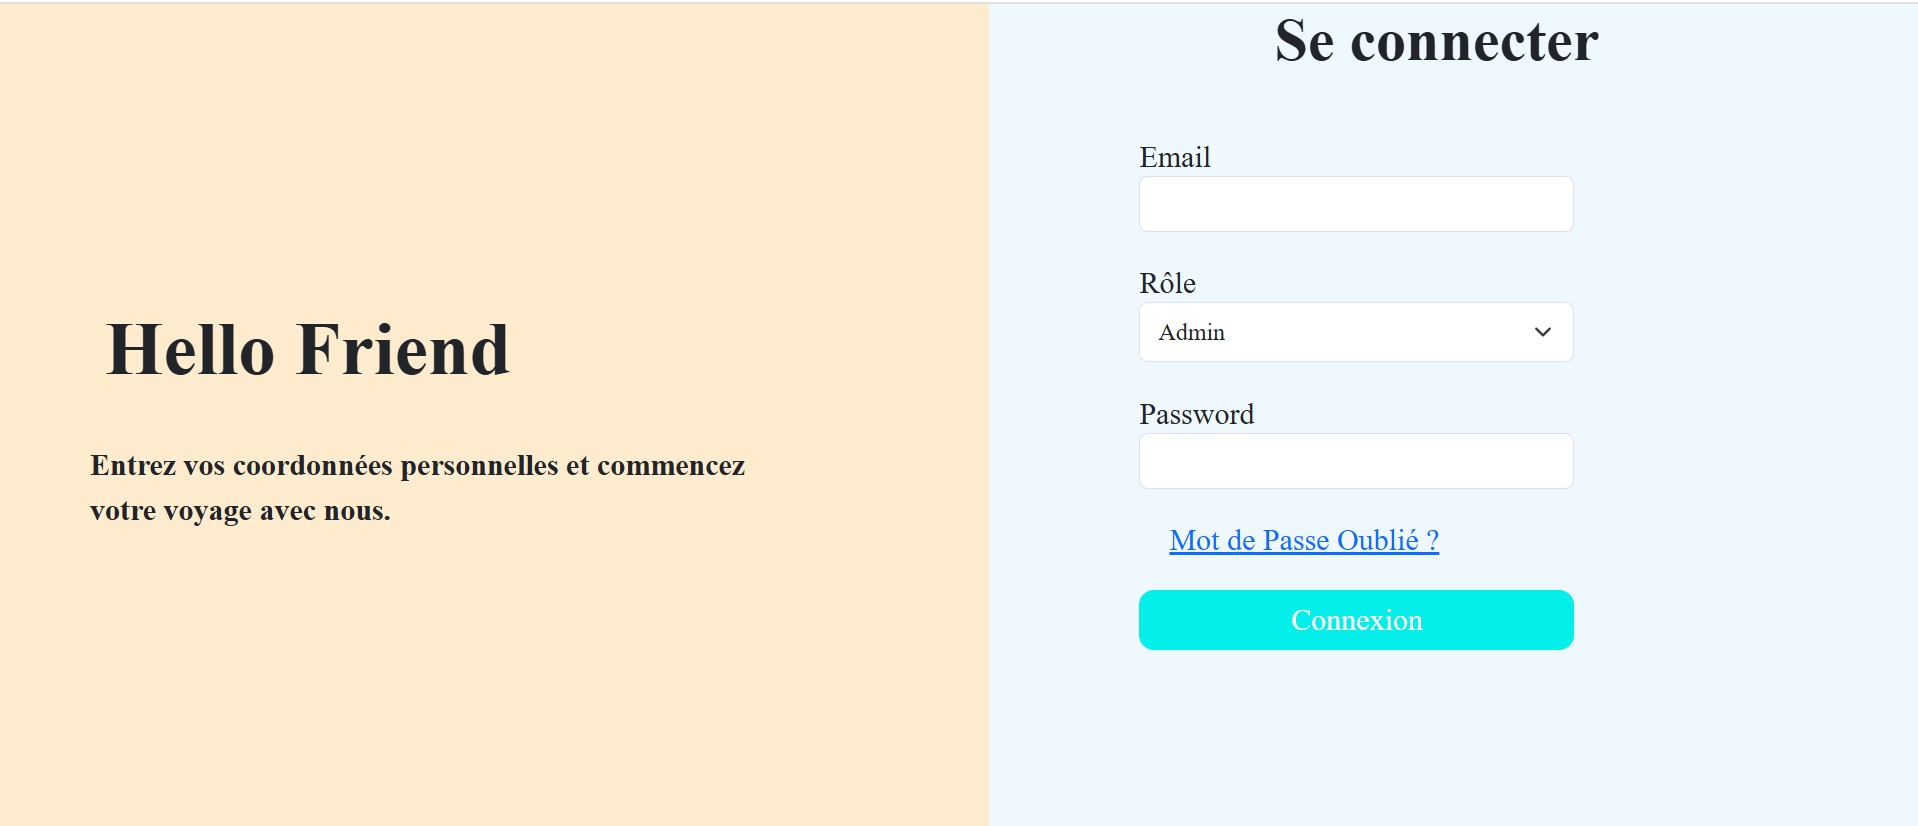 Hello Friend
Entrez vos coordonnées personnelles et commencez
votre voyage avec nous.
Se connecter
Email
Rôle
Admin
Password
Mot de Passe Oublié ?
Connexion